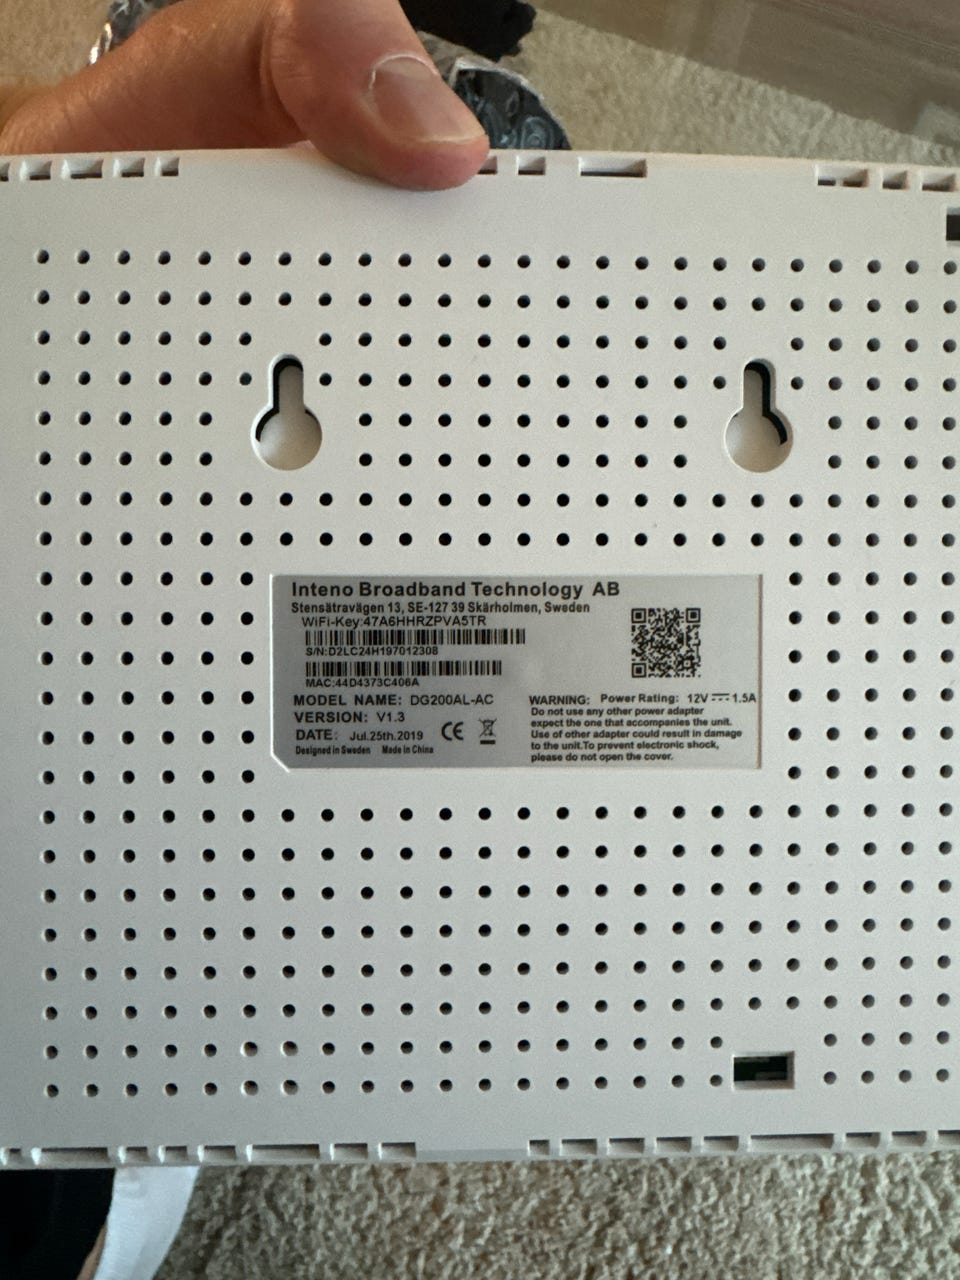 Inteno Broadband Technology AB
Stensätravägen 13, SE-127 39 Skärholmen, Sweden
WiFi-Key:47A6HHRZPVA5TR
S/N:D2LC24H197012308
MAC:44D4373C406A
MODEL NAME: DG200AL-AC
VERSION: V1.3
DATE: Jul.25th.2019
CE
Designed in Sweden Made in China
WARNING: Power Rating: 12V 1.5A
Do not use any other power adapter
expect the one that accompanies the unit.
Use of other adapter could result in damage
to the unit.To prevent electronic shock,
please do not open the cover.